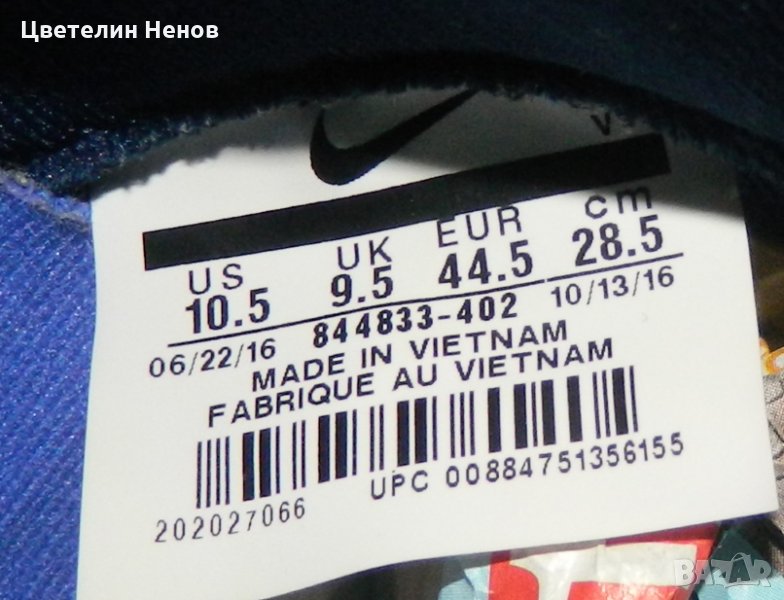 Цветелин Ненов
V
US UK EUR cm
10.5 9.5 44.5 28.5
06/22/16 844833-402 10/13/16
MADE IN VIETNAM
FABRIQUE AU VIETNAM
202027066 UPC 00884751356155
BAZAR